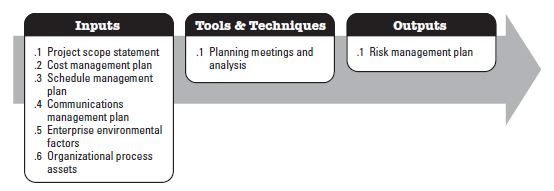 Inputs
.1 Project scope statement
.2 Cost management plan
.3 Schedule management
plan
.4 Communications
management plan
.5 Enterprise environmental
factors
.6 Organizational process
assets
Tools & Techniques
.1 Planning meetings and
analysis
Outputs
.1 Risk management plan